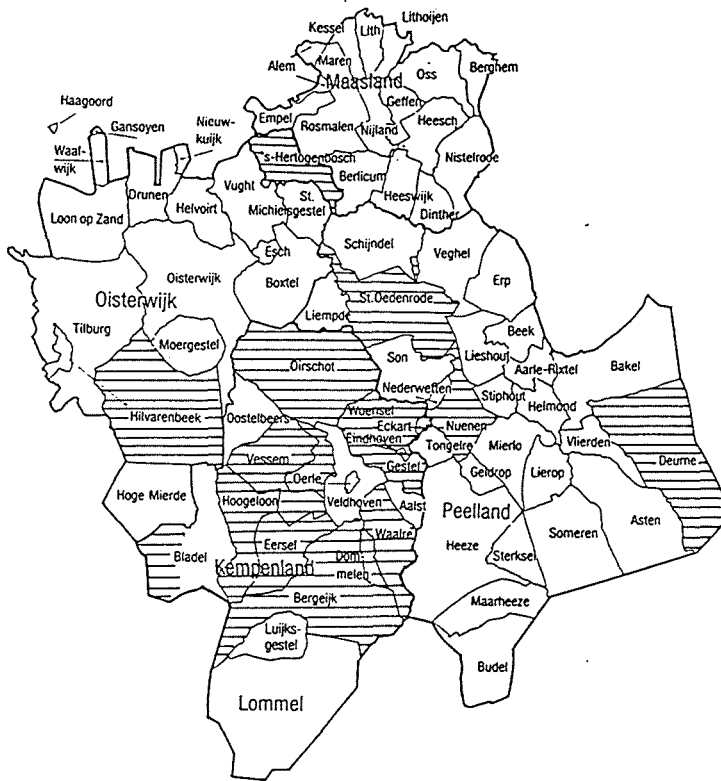 Kessel
Lith
Lithoijen
Alem
Maren
Maasland
Oss
Berghem
Haagoord
Gansoyen
Nieuw-
kuijk
Empel
Rosmalen
Nijland
Geffen
Heesch
Waal-
wijk
's-Hertogenbosch
Nistelrode
Berlicum
Drunen
Vught
Heeswijk
Loon op Zand
Helvoirt
St.
Michielsgestel
Dinther
Schijndel
Esch
Veghel
Oisterwijk
Boxtel
Erp
Oisterwijk
St. Oedenrode
Liempde
Tilburg
Beek
Moergestel
Oirschot
Son
Lieshout
Aarle-Rixtel
Bakel
Nederwetten
Stiphout
Helmond
Hilvarenbeek
Oostelbeers
Woensel
Eckart
Nuenen
Eindhoven
Tongelre
Mierlo
Vlierden
Vessem
Gestel
Geldrop
Lierop
Deurne
Oerle
Hoge Mierde
Hoogeloon
Veldhoven
Aalst
Peelland
Asten
Someren
Bladel
Eersel
Waalre
Heeze
Sterksel
Kempenland
Dom-
melen
Bergeijk
Maarheeze
Luijks-
gestel
Budel
Lommel